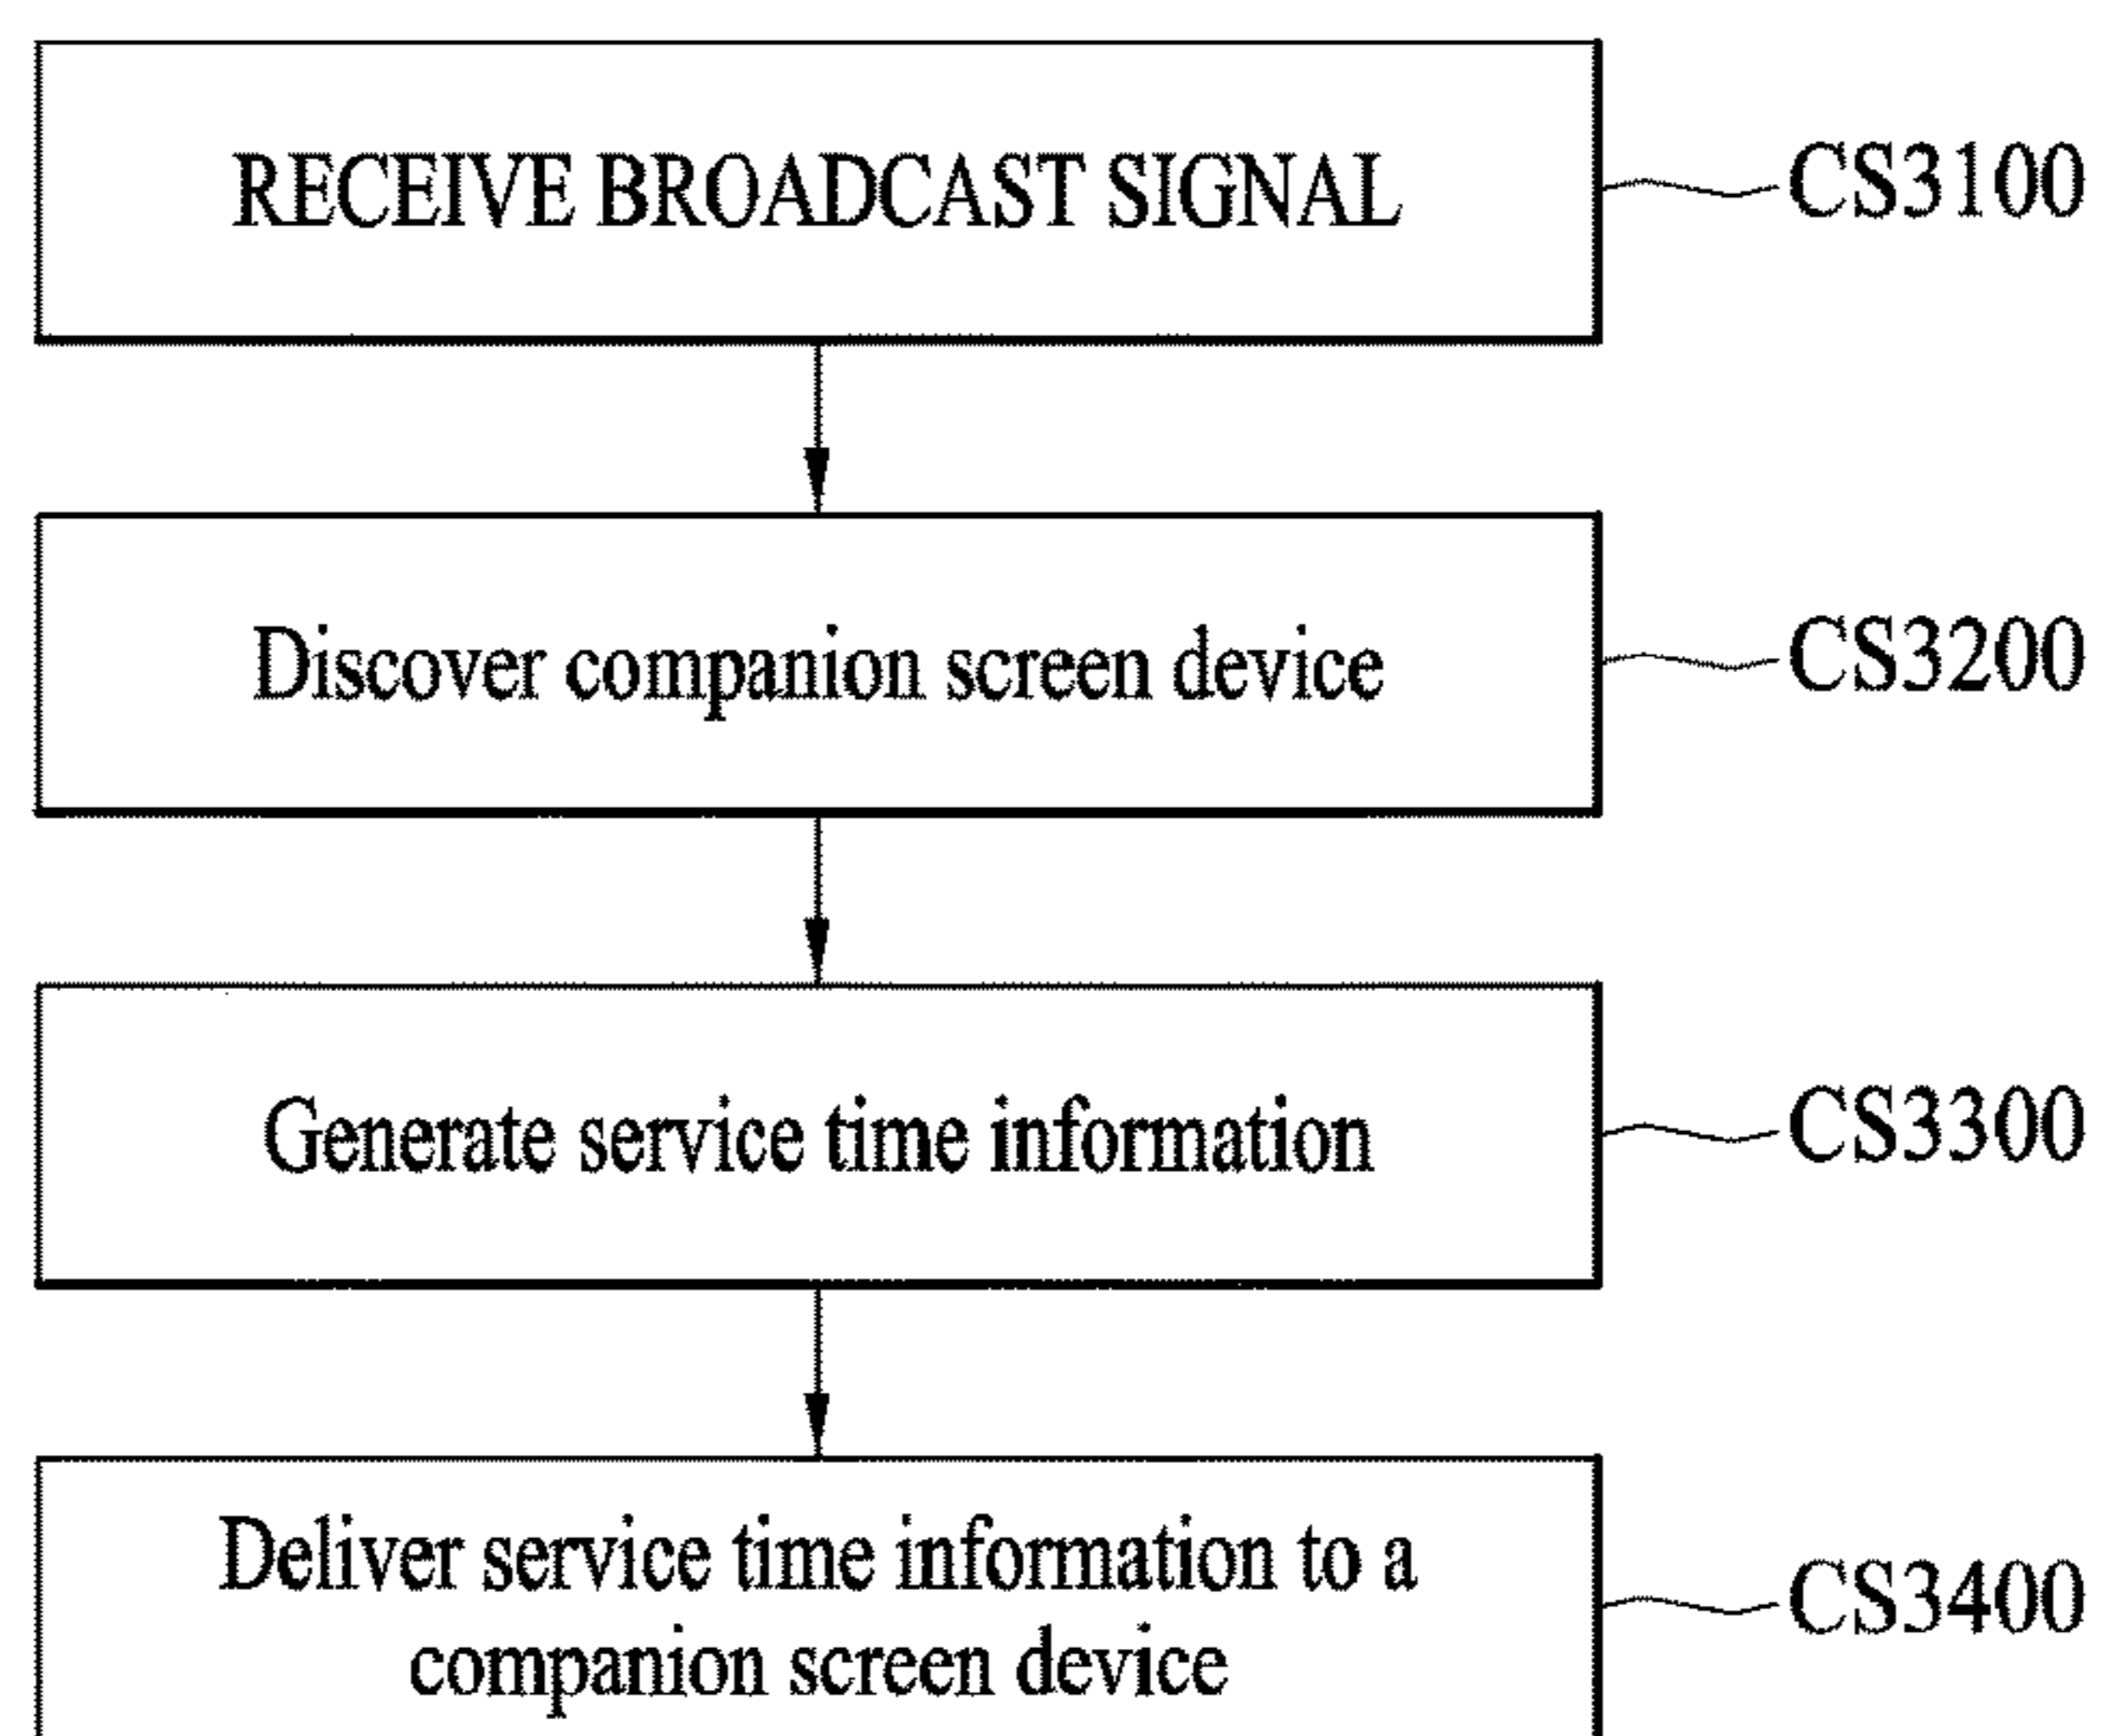 RECEIVE BROADCAST SIGNAL
CS3100
Discover companion screen device
CS3200
Generate service time information
CS3300
Deliver service time information to a
companion screen device
CS3400